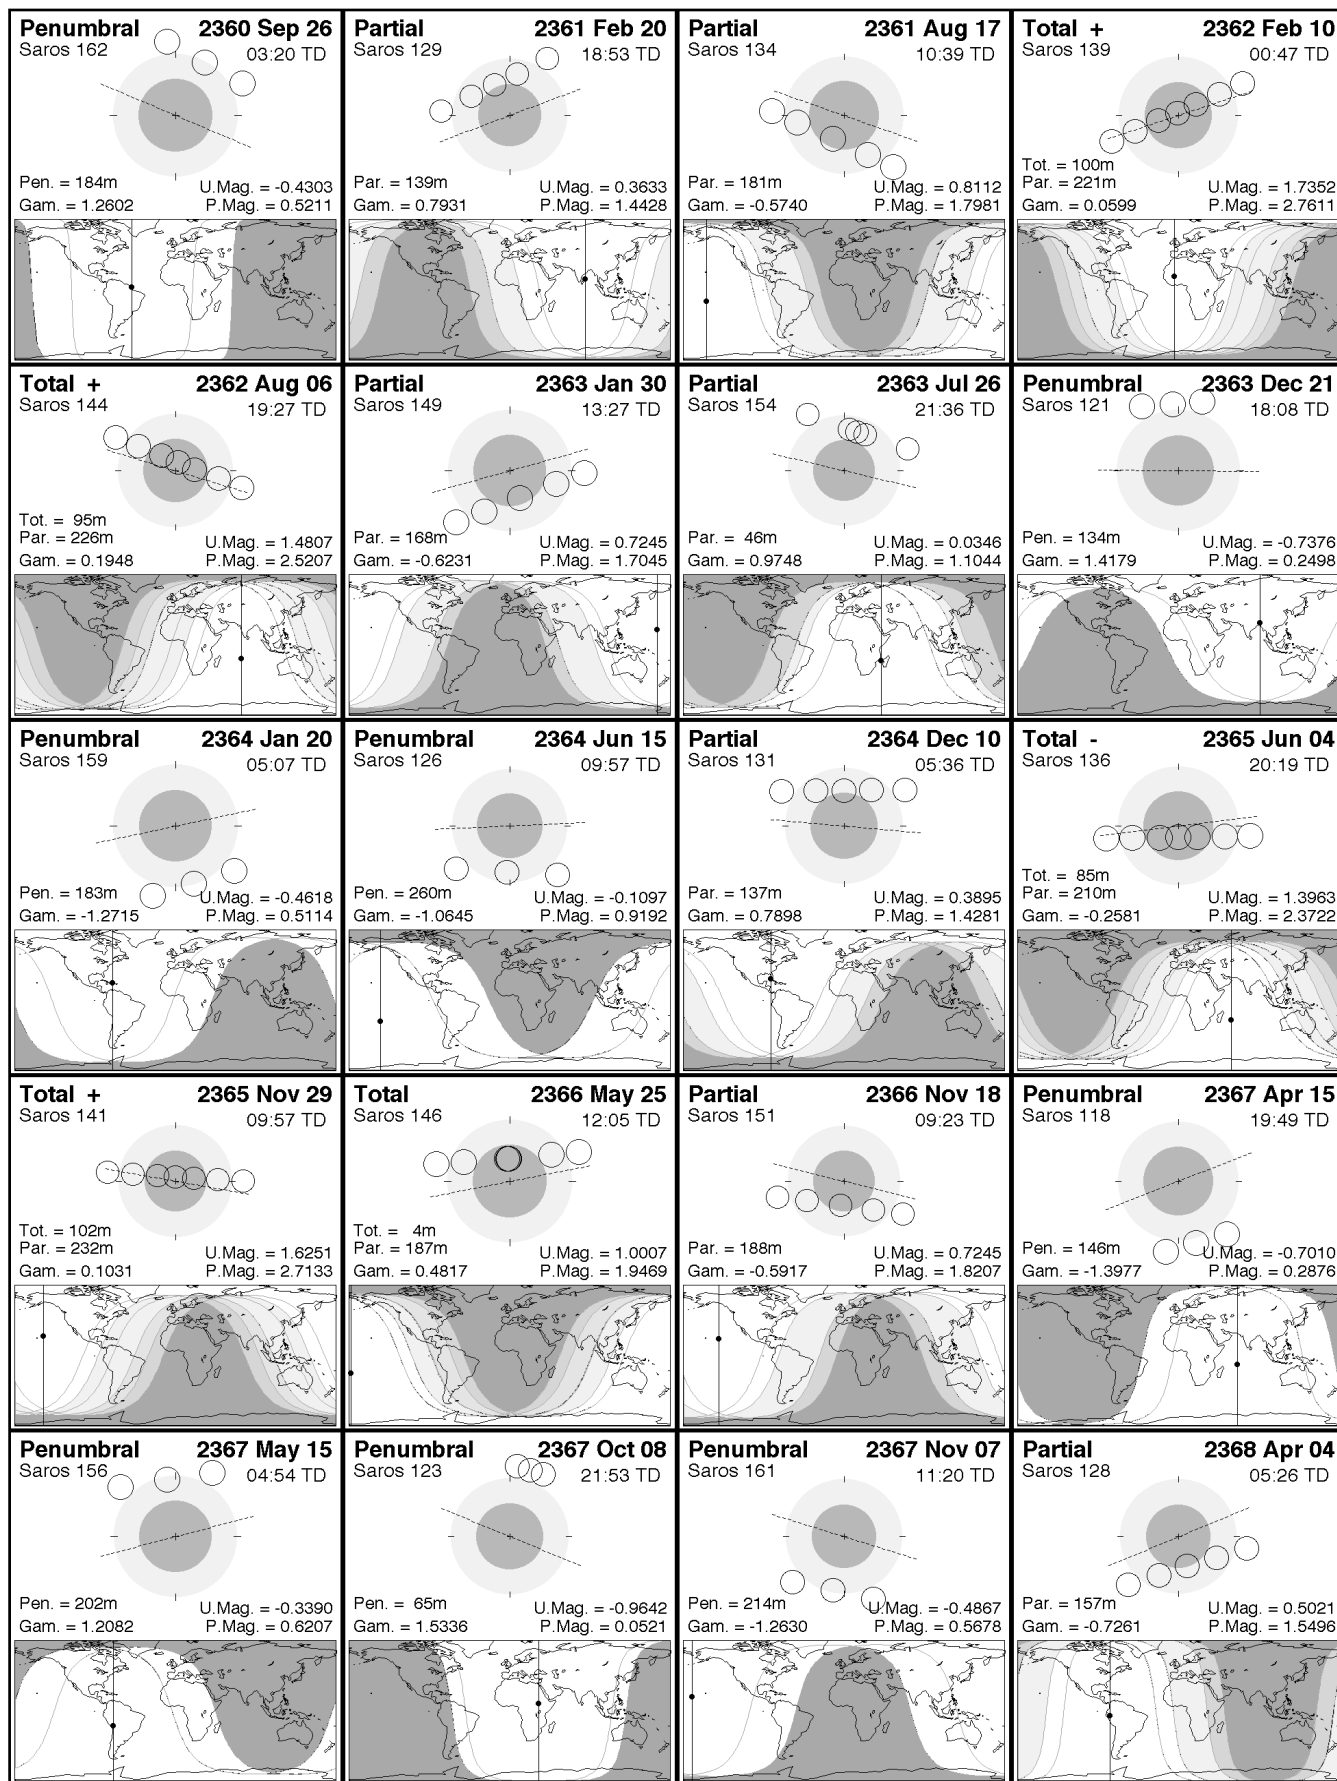 Penumbral 2360 Sep 26
Saros 162 03:20 TD
Pen. = 184m U.Mag. = -0.4303
Gam. = 1.2602 P.Mag. = 0.5211
Partial 2361 Feb 20
Saros 129 18:53 TD
Par. = 139m U.Mag. = 0.3633
Gam. = 0.7931 P.Mag. = 1.4428
Partial 2361 Aug 17
Saros 134 10:39 TD
Par. = 181m U.Mag. = 0.8112
Gam. = -0.5740 P.Mag. = 1.7981
Total + 2362 Feb 10
Saros 139 00:47 TD
Tot. = 100m
Par. = 221m U.Mag. = 1.7352
Gam. = 0.0599 P.Mag. = 2.7611
Total + 2362 Aug 06
Saros 144 19:27 TD
Tot. = 95m
Par. = 226m U.Mag. = 1.4807
Gam. = 0.1948 P.Mag. = 2.5207
Partial 2363 Jan 30
Saros 149 13:27 TD
Par. = 168m U.Mag. = 0.7245
Gam. = -0.6231 P.Mag. = 1.7045
Partial 2363 Jul 26
Saros 154 21:36 TD
Par. = 46m U.Mag. = 0.0346
Gam. = 0.9748 P.Mag. = 1.1044
Penumbral 2363 Dec 21
Saros 121 18:08 TD
Pen. = 134m U.Mag. = -0.7376
Gam. = 1.4179 P.Mag. = 0.2498
Penumbral 2364 Jan 20
Saros 159 05:07 TD
Pen. = 183m U.Mag. = -0.4618
Gam. = -1.2715 P.Mag. = 0.5114
Penumbral 2364 Jun 15
Saros 126 09:57 TD
Pen. = 260m U.Mag. = -0.1097
Gam. = -1.0645 P.Mag. = 0.9192
Partial 2364 Dec 10
Saros 131 05:36 TD
Par. = 137m U.Mag. = 0.3895
Gam. = 0.7898 P.Mag. = 1.4281
Total - 2365 Jun 04
Saros 136 20:19 TD
Tot. = 85m
Par. = 210m U.Mag. = 1.3963
Gam. = -0.2581 P.Mag. = 2.3722
Total + 2365 Nov 29
Saros 141 09:57 TD
Tot. = 102m
Par. = 232m U.Mag. = 1.6251
Gam. = 0.1031 P.Mag. = 2.7133
Total 2366 May 25
Saros 146 12:05 TD
Tot. = 4m
Par. = 187m U.Mag. = 1.0007
Gam. = 0.4817 P.Mag. = 1.9469
Partial 2366 Nov 18
Saros 151 09:23 TD
Par. = 188m U.Mag. = 0.7245
Gam. = -0.5917 P.Mag. = 1.8207
Penumbral 2367 Apr 15
Saros 118 19:49 TD
Pen. = 146m U.Mag. = -0.7010
Gam. = -1.3977 P.Mag. = 0.2876
Penumbral 2367 May 15
Saros 156 04:54 TD
Pen. = 202m U.Mag. = -0.3390
Gam. = 1.2082 P.Mag. = 0.6207
Penumbral 2367 Oct 08
Saros 123 21:53 TD
Pen. = 65m U.Mag. = -0.9642
Gam. = 1.5336 P.Mag. = 0.0521
Penumbral 2367 Nov 07
Saros 161 11:20 TD
Pen. = 214m U.Mag. = -0.4867
Gam. = -1.2630 P.Mag. = 0.5678
Partial 2368 Apr 04
Saros 128 05:26 TD
Par. = 157m U.Mag. = 0.5021
Gam. = -0.7261 P.Mag. = 1.5496